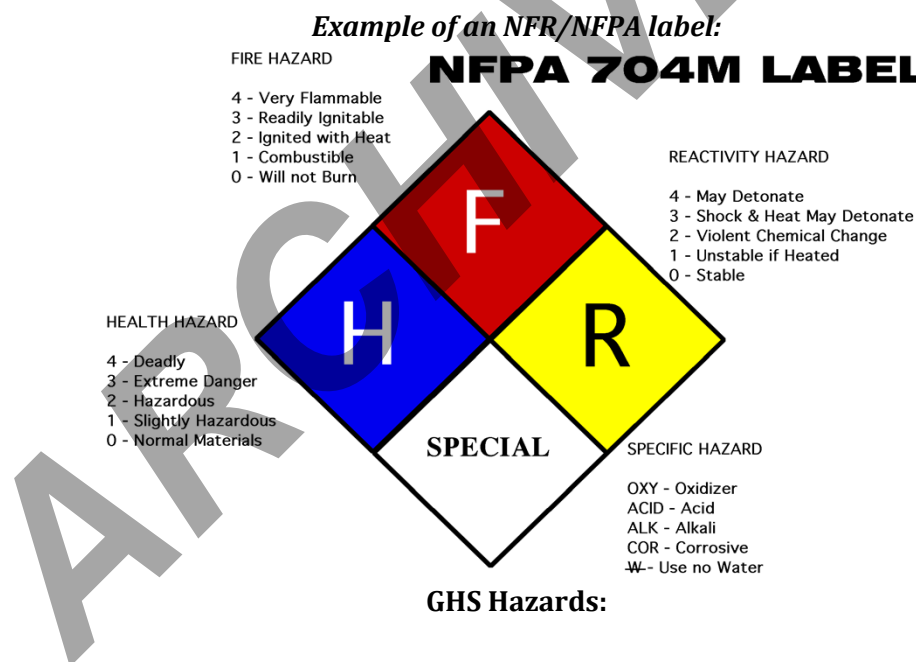 Example of an NFR/NFPA label:
FIRE HAZARD
NFPA 704M LABEL
4 - Very Flammable
3 - Readily Ignitable
2 - Ignited with Heat
1 - Combustible
0 - Will not Burn
REACTIVITY HAZARD
4 - May Detonate
3 - Shock & Heat May Detonate
2 - Violent Chemical Change
1 - Unstable if Heated
0 - Stable
F
H
R
HEALTH HAZARD
4 - Deadly
3 - Extreme Danger
2 - Hazardous
1 - Slightly Hazardous
0 - Normal Materials
SPECIAL
SPECIFIC HAZARD
OXY - Oxidizer
ACID - Acid
ALK - Alkali
COR - Corrosive
W - Use no Water
GHS Hazards:
ARCHIV